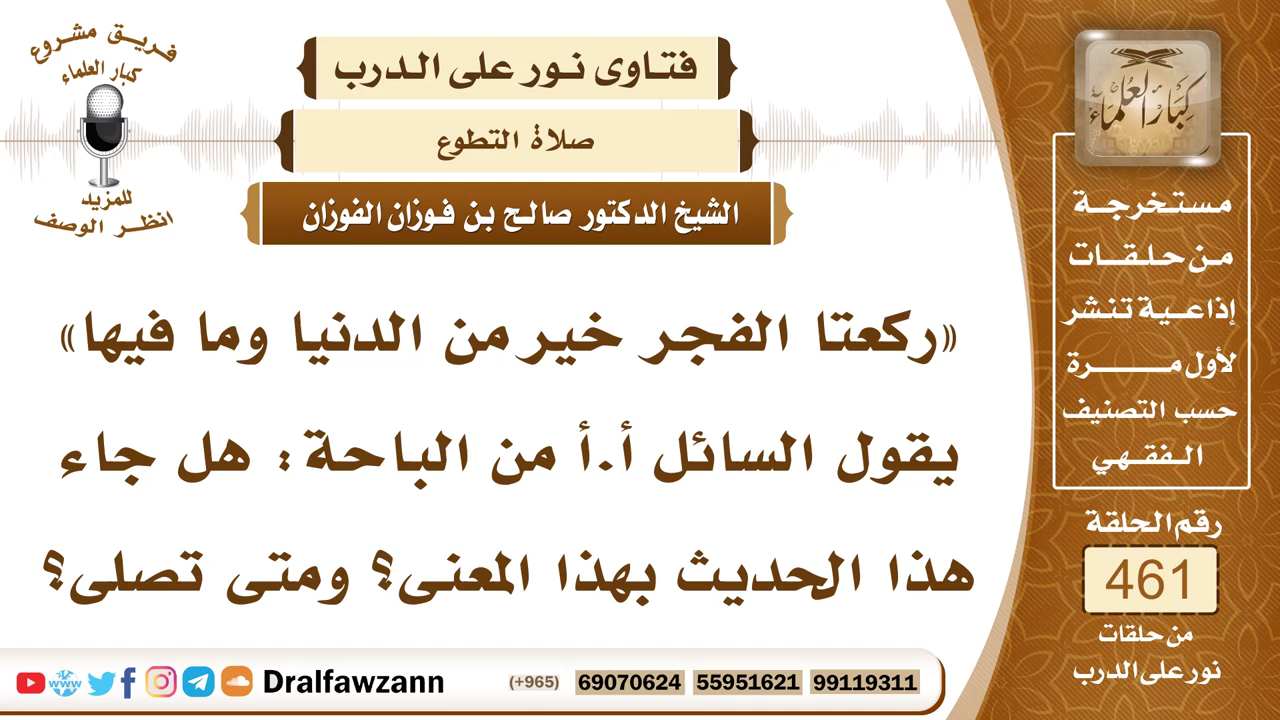 فريق مشروع
كبار العلماء
للمزيد
انظر الوصف
فتاوى نور على الدرب
صلاة التطوع
الشيخ الدكتور صالح بن فوزان الفوزان
«ركعتا الفجر خير من الدنيا وما فيها»
يقول السائل أ.أ من الباحة: هل جاء
هذا الحديث بهذا المعنى؟ ومتى تصلى؟
كبار العلماء
مستخرجة
من حلقات
إذاعية تنشر
لأول مرة
حسب التصنيف
الفقهي
رقم الحلقة
461
من حلقات
نور على الدرب
www
Dralfawzann
(+965) 69070624 55951621 99119311